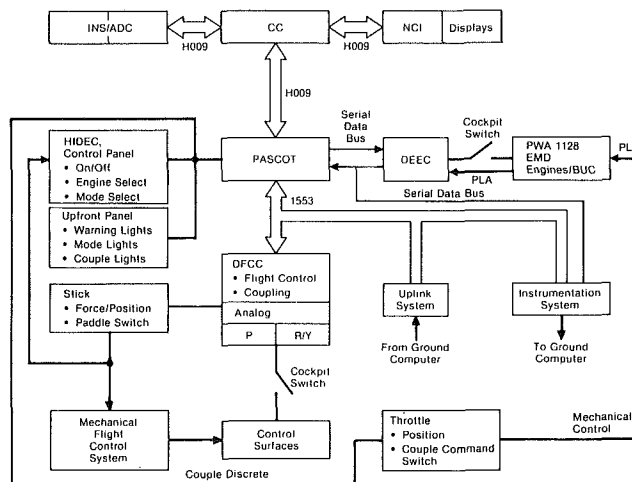 INS/ADC
CC
NCI
Displays
H009
H009
H009
Serial
Data
Bus
Cockpit
Switch
HIDEC,
Control Panel
• On/Off
• Engine Select
• Mode Select
PASCOT
OEEC
PWA 1128
EMD
Engines/BUC
PLA
Serial Data Bus
Upfront Panel
• Warning Lights
• Mode Lights
• Couple Lights
1553
OFCC
• Flight Control
• Coupling
Analog
P
R/Y
Stick
• Force/Position
• Paddle Switch
Uplink
System
Instrumentation
System
From Ground
Computer
To Ground
Computer
Cockpit
Switch
Mechanical
Flight
Control
System
Control
Surfaces
Throttle
• Position
• Couple Command
Switch
Mechanical
Control
Couple Discrete